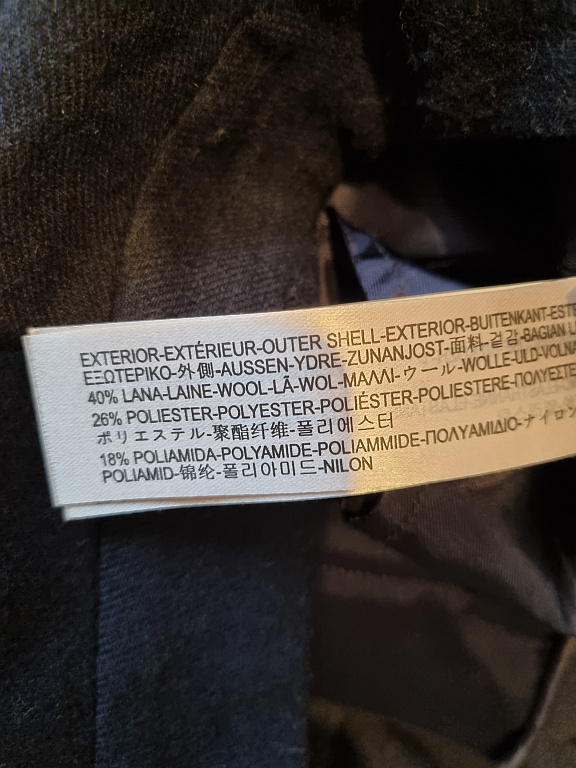 EXTERIOR-EXTÉRIEUR-OUTER SHELL-EXTERIOR-BUITENKANT-ESTE
ΕΞΩΤΕΡΙΚΟ-外側-AUSSEN-YDRE-ZUNANJOST-面料-겉감-BAGIAN
40% LANA-LAINE-WOOL-LÃ-WOL-ΜΑΛΛΙ-ウール-WOLLE-ULD-VOLNA
26% POLIESTER-POLYESTER-POLIÉSTER-POLIESTERE-ΠΟΛΥΕΣΤΕ
ポリエステル-聚酯纤维-폴리에스터
18% POLIAMIDA-POLYAMIDE-POLIAMMIDE-ΠΟΛΥΑΜΙΔΙΟ-ナイロン
POLIAMID-锦纶-폴리아미드-NILON